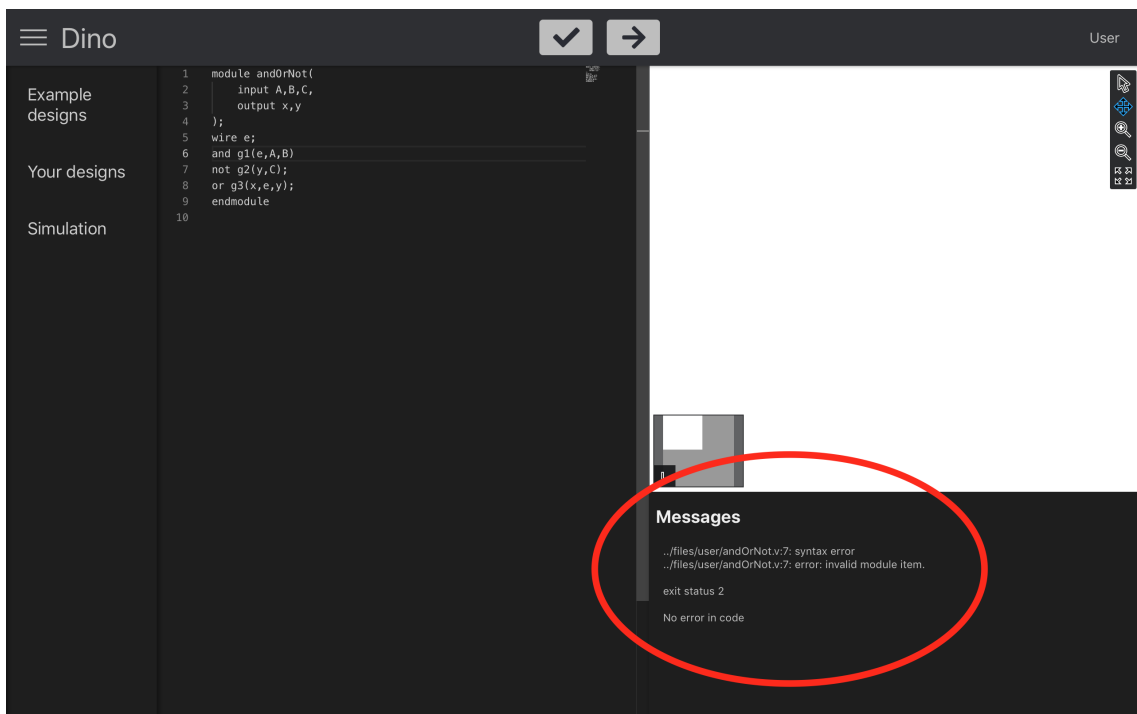 Dino
User
Example
designs
Your designs
Simulation
1 module andOrNot(
2 input A,B,C,
3 output x,y
4 );
5 wire e;
6 and g1(e,A,B)
7 not g2(y,C);
8 or g3(x,e,y);
9 endmodule
10
Messages
../files/user/andOrNot.v:7: syntax error
../files/user/andOrNot.v:7: error: invalid module item.
exit status 2
No error in code